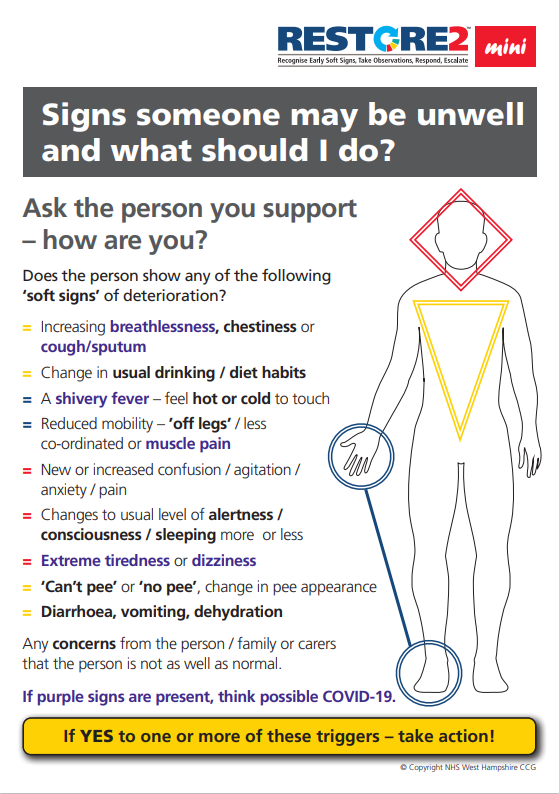 RESTORE2™ mini
Recognise Early Soft Signs, Take Observations, Respond, Escalate
Signs someone may be unwell
and what should I do?
Ask the person you support
– how are you?
Does the person show any of the following
‘soft signs’ of deterioration?
= Increasing breathlessness, chestiness or
cough/sputum
= Change in usual drinking / diet habits
= A shivery fever – feel hot or cold to touch
= Reduced mobility – ‘off legs’ / less
co-ordinated or muscle pain
= New or increased confusion / agitation /
anxiety / pain
= Changes to usual level of alertness /
consciousness / sleeping more or less
= Extreme tiredness or dizziness
= ‘Can’t pee’ or ‘no pee’, change in pee appearance
= Diarrhoea, vomiting, dehydration
Any concerns from the person / family or carers
that the person is not as well as normal.
If purple signs are present, think possible COVID-19.
If YES to one or more of these triggers – take action!
© Copyright NHS West Hampshire CCG